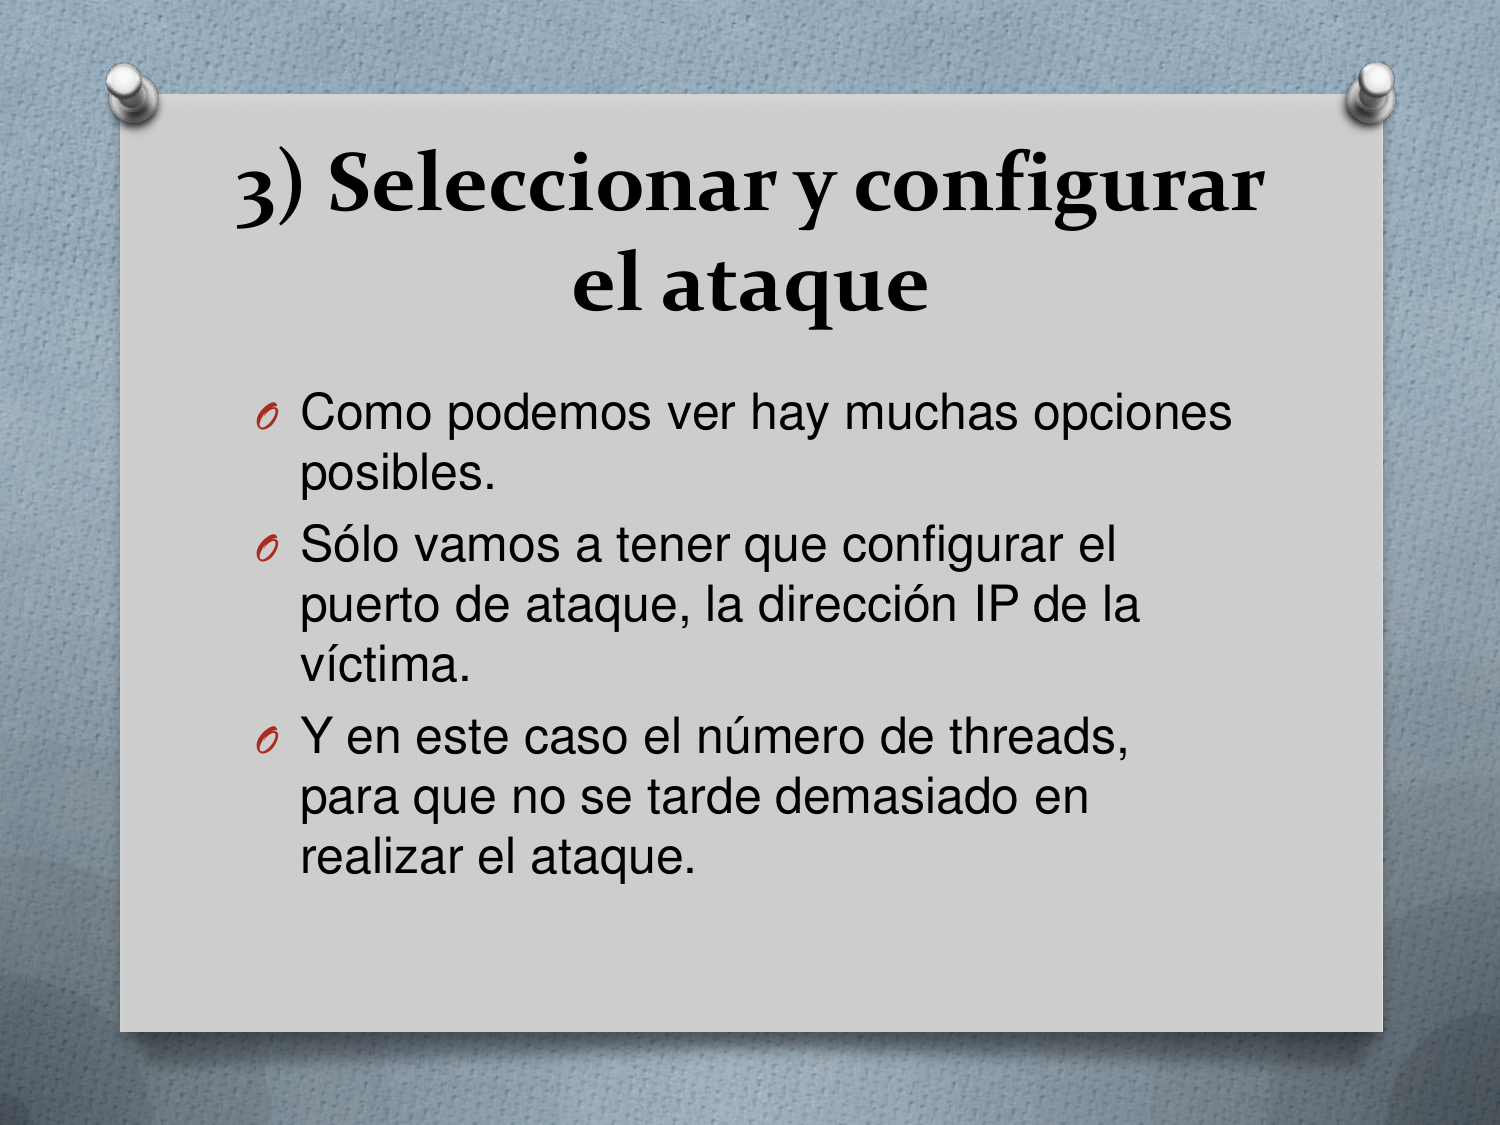 3) Seleccionar y configurar
el ataque
Como podemos ver hay muchas opciones
posibles.
Sólo vamos a tener que configurar el
puerto de ataque, la dirección IP de la
víctima.
Y en este caso el número de threads,
para que no se tarde demasiado en
realizar el ataque.